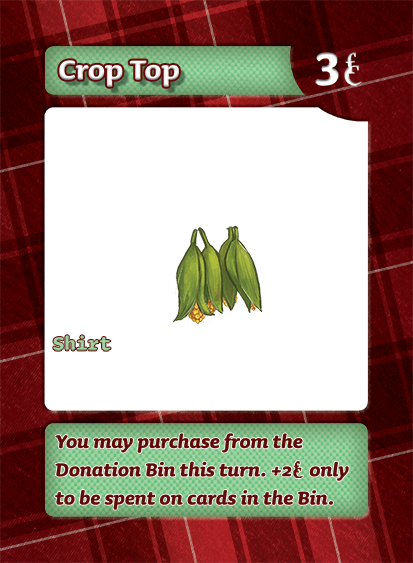 Crop Top
3£
Shirt
You may purchase from the
Donation Bin this turn. +2£ only
to be spent on cards in the Bin.